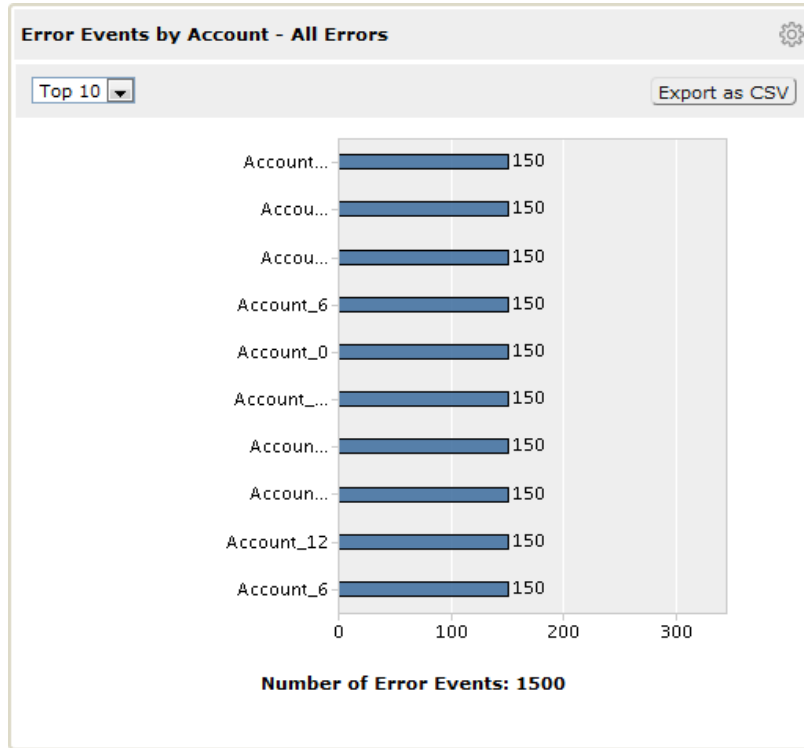 Error Events by Account - All Errors
Top 10
Export as CSV
Account... 150
Accou... 150
Accou... 150
Account_6 150
Account_0 150
Account_... 150
Accoun... 150
Accoun... 150
Account_12 150
Account_6 150
0 100 200 300
Number of Error Events: 1500